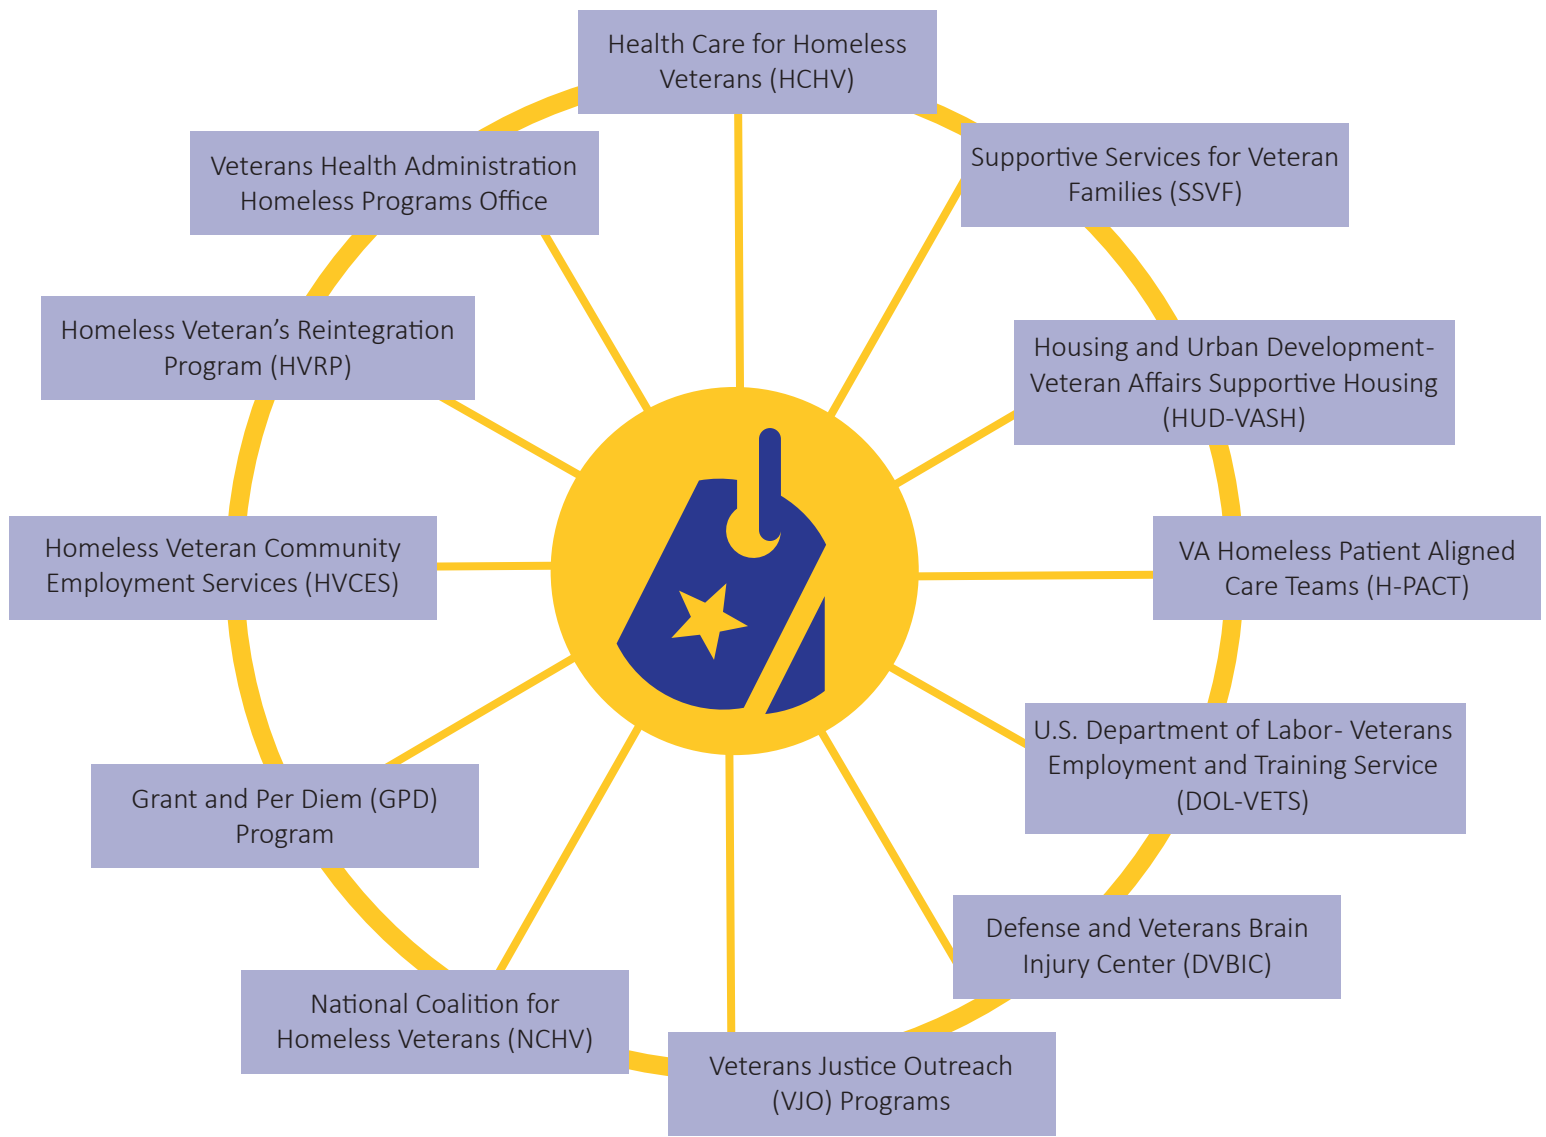 Health Care for Homeless
Veterans (HCHV)
Supportive Services for Veteran
Families (SSVF)
Housing and Urban Development-
Veteran Affairs Supportive Housing
(HUD-VASH)
VA Homeless Patient Aligned
Care Teams (H-PACT)
U.S. Department of Labor- Veterans
Employment and Training Service
(DOL-VETS)
Defense and Veterans Brain
Injury Center (DVBIC)
Veterans Justice Outreach
(VJO) Programs
National Coalition for
Homeless Veterans (NCHV)
Grant and Per Diem (GPD)
Program
Homeless Veteran Community
Employment Services (HVCES)
Homeless Veteran’s Reintegration
Program (HVRP)
Veterans Health Administration
Homeless Programs Office